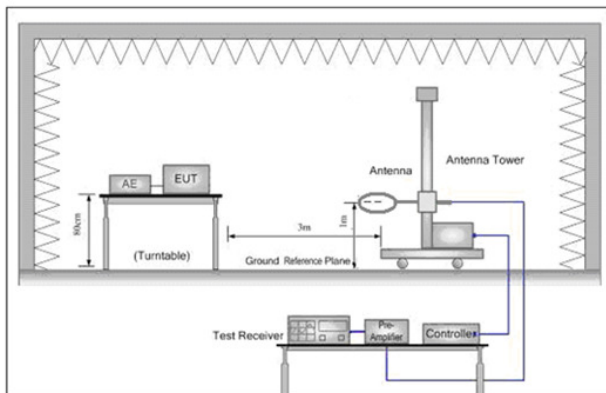 Antenna
Antenna Tower
AE
EUT
80cm
(Turntable)
3m
1m
Ground Reference Plane
Test Receiver
Pre-
Amplifier
Controller